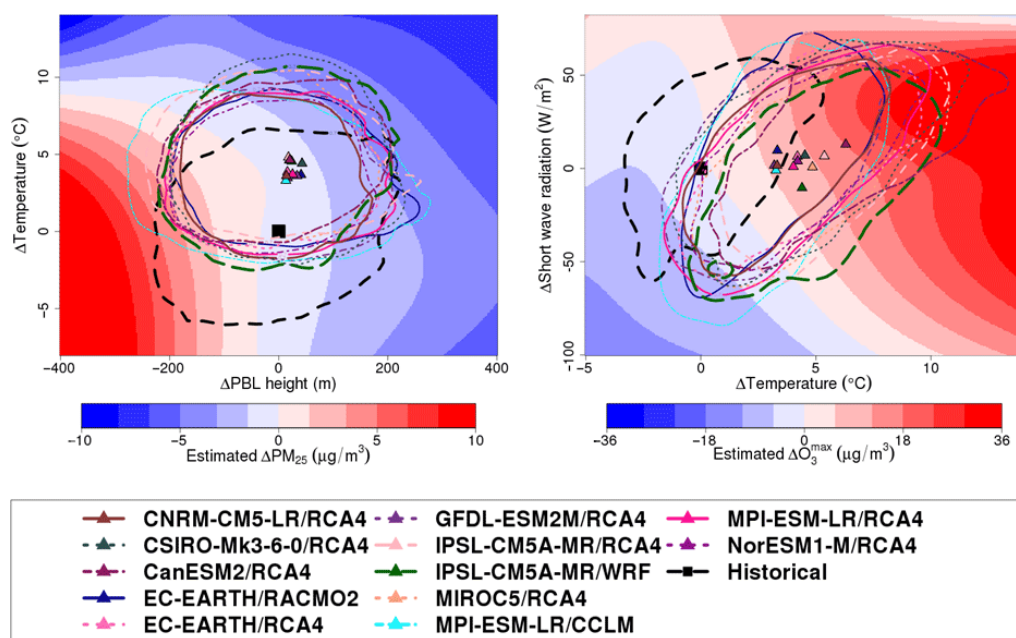 10
5
0
−5
ΔTemperature (°C)
−400 −200 0 200 400
ΔPBL height (m)
−10 −5 0 5 10
Estimated ΔPM25 (μg/m³)
50
0
−50
−100
ΔShort wave radiation (W/m²)
−5 0 5 10
ΔTemperature (°C)
−36 −18 0 18 36
Estimated ΔO3max (μg/m³)
CNRM−CM5−LR/RCA4 GFDL−ESM2M/RCA4 MPI−ESM−LR/RCA4
CSIRO−Mk3−6−0/RCA4 IPSL−CM5A−MR/RCA4 NorESM1−M/RCA4
CanESM2/RCA4 IPSL−CM5A−MR/WRF Historical
EC−EARTH/RACMO2 MIROC5/RCA4
EC−EARTH/RCA4 MPI−ESM−LR/CCLM